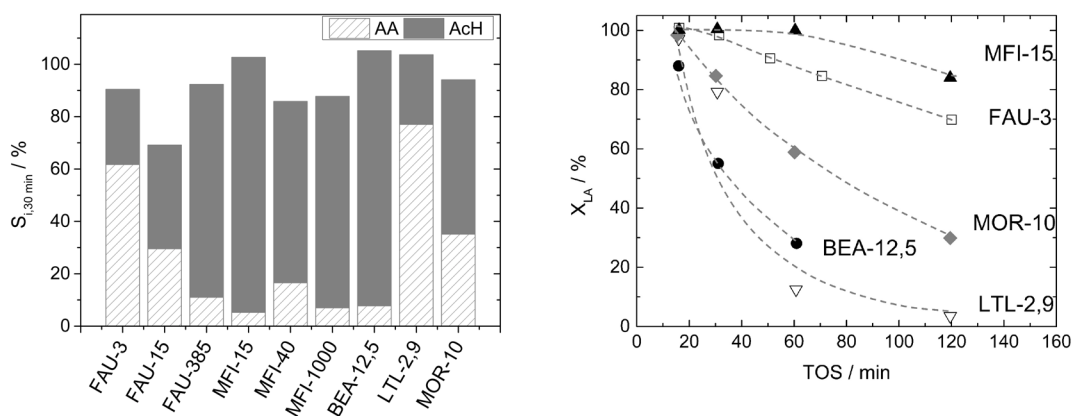 AA AcH
S i,30 min / %
100
80
60
40
20
0
FAU-3
FAU-15
FAU-385
MFI-15
MFI-40
MFI-1000
BEA-12,5
LTL-2,9
MOR-10
X LA / %
100
80
60
40
20
0
MFI-15
FAU-3
MOR-10
BEA-12,5
LTL-2,9
0 20 40 60 80 100 120 140 160
TOS / min